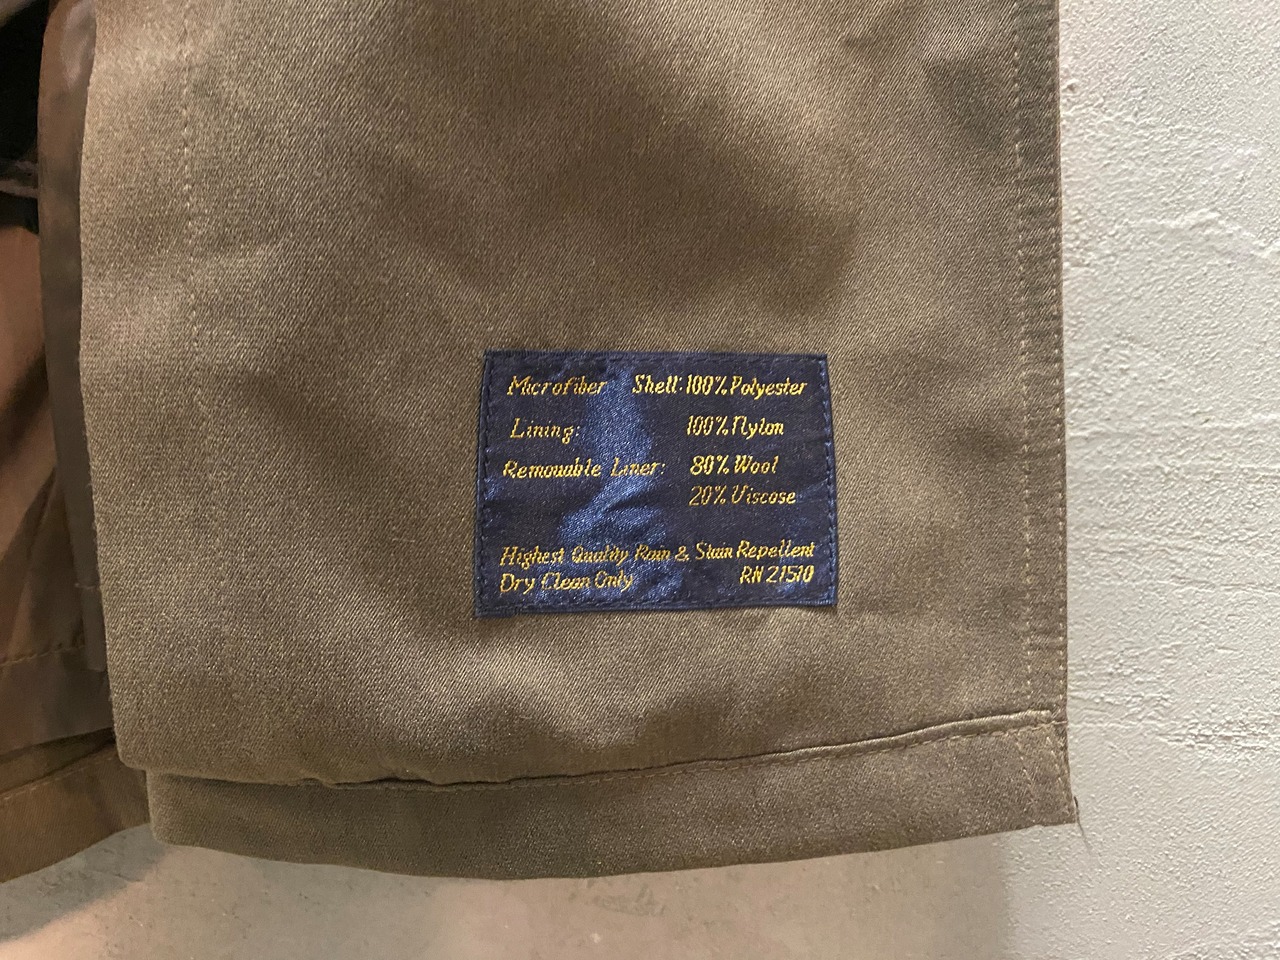 Microfiber Shell: 100% Polyester
Lining: 100% Nylon
Removable Liner: 80% Wool
20% Viscose
Highest Quality Rain & Stain Repellent
Dry Clean Only RN 21510